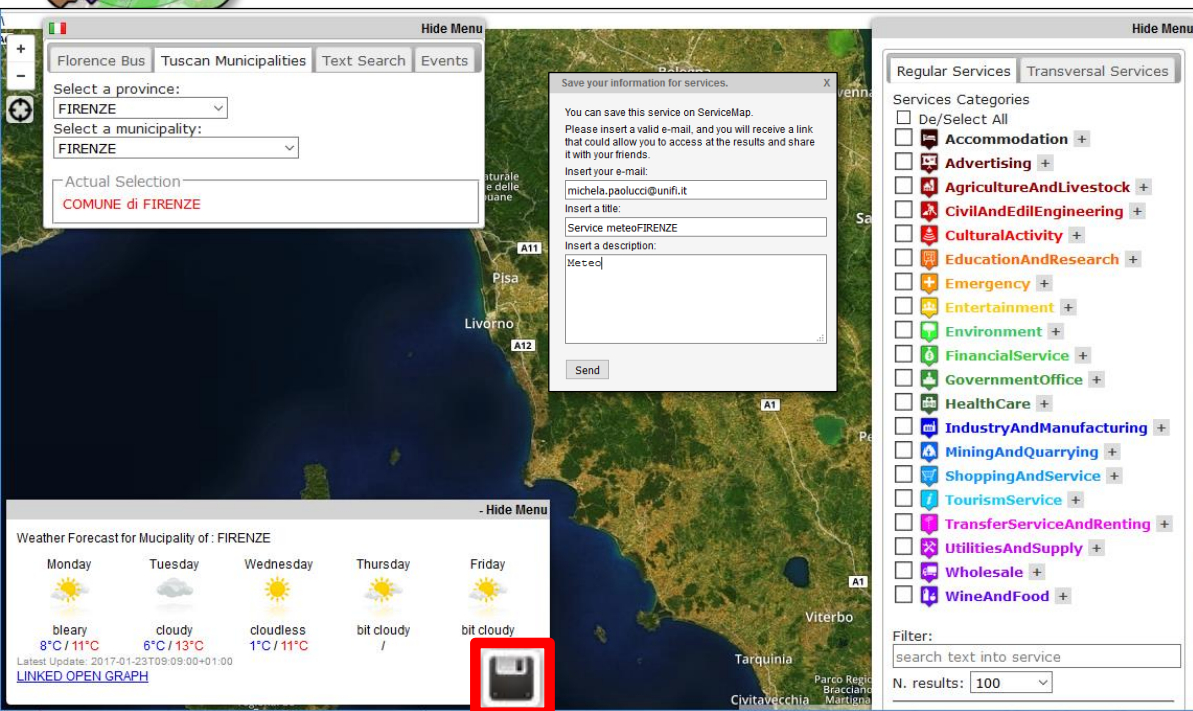 Hide Menu
Florence Bus Tuscan Municipalities Text Search Events
Select a province:
FIRENZE
Select a municipality:
FIRENZE
Actual Selection
COMUNE di FIRENZE
+
-
Save your information for services. X
You can save this service on ServiceMap.
Please insert a valid e-mail, and you will receive a link
that could allow you to access at the results and share
it with your friends.
Insert your e-mail:
michela.paolucci@unifi.it
Insert a title:
Service meteoFIRENZE
Insert a description:
Meteo
Send
A11
Pisa
Livorno
A12
A1
A1
Viterbo
Tarquinia
Parco Regio
Bracciano
Martigna
Civitavecchia
- Hide Menu
Weather Forecast for Mucipality of : FIRENZE
Monday Tuesday Wednesday Thursday Friday
bleary cloudy cloudless bit cloudy bit cloudy
8°C / 11°C 6°C / 13°C 1°C / 11°C /
Latest Update: 2017-01-23T09:09:00+01:00
LINKED OPEN GRAPH
Hide Menu
Regular Services Transversal Services
Services Categories
De/Select All
Accommodation +
Advertising +
AgricultureAndLivestock +
CivilAndEdilEngineering +
CulturalActivity +
EducationAndResearch +
Emergency +
Entertainment +
Environment +
FinancialService +
GovernmentOffice +
HealthCare +
IndustryAndManufacturing +
MiningAndQuarrying +
ShoppingAndService +
TourismService +
TransferServiceAndRenting +
UtilitiesAndSupply +
Wholesale +
WineAndFood +
Filter:
search text into service
N. results: 100